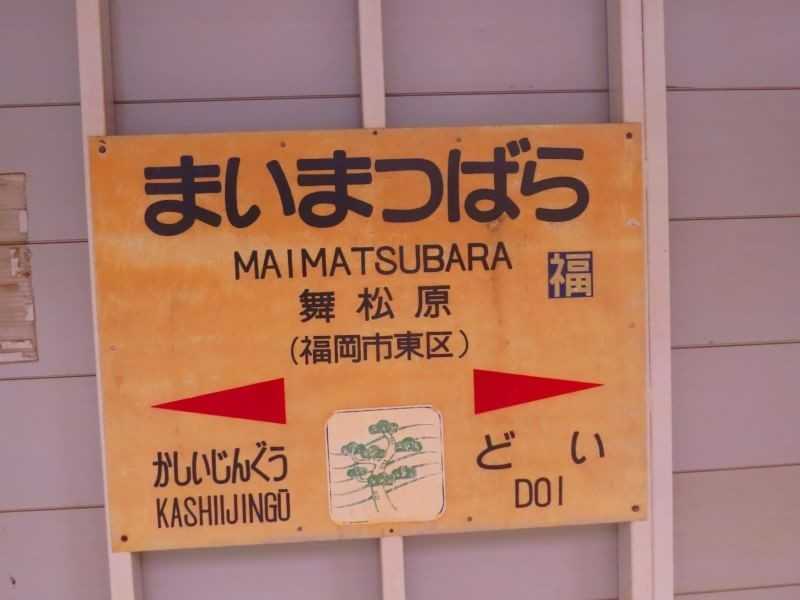 まいまつばら
MAIMATSUBARA
福
舞松原
(福岡市東区)
かしいじんぐう
KASHIIJINGŪ
どい
DOI